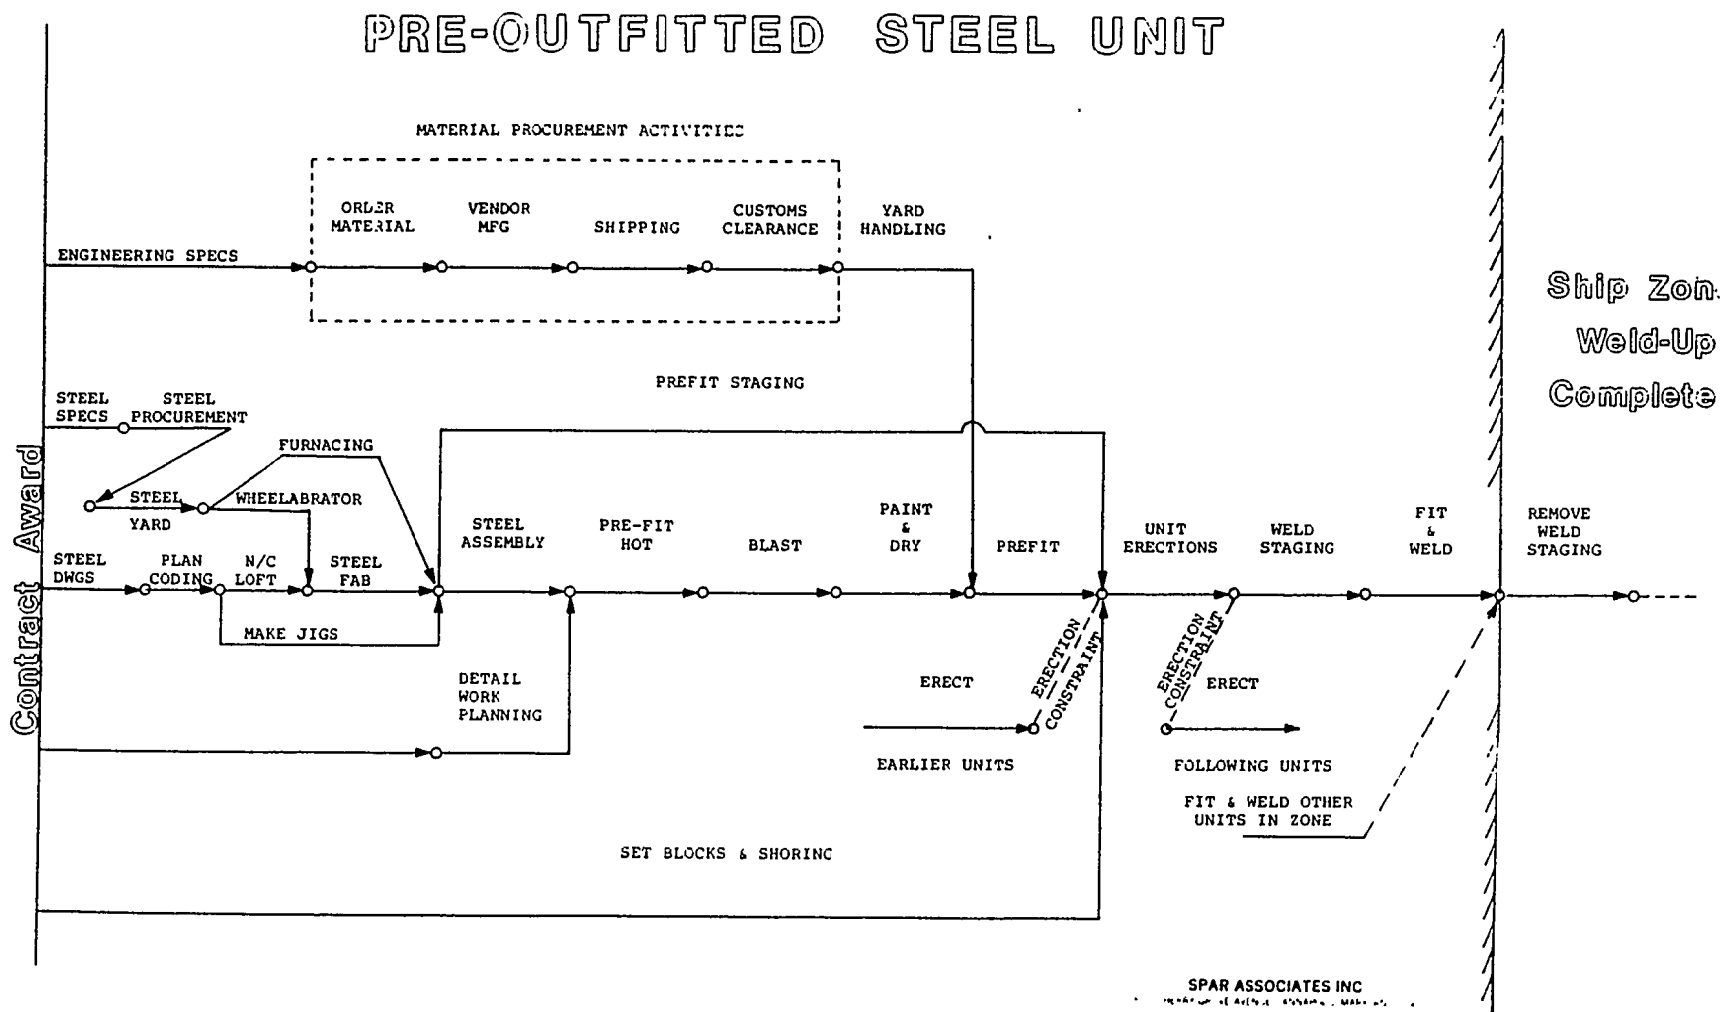 PRE-OUTFITTED STEEL UNIT
MATERIAL PROCUREMENT ACTIVITIES
ORDER
MATERIAL
VENDOR
MFG
SHIPPING
CUSTOMS
CLEARANCE
YARD
HANDLING
ENGINEERING SPECS
Ship Zon
Weld-Up
Complete
PREFIT STAGING
STEEL
SPECS
STEEL
PROCUREMENT
FURNACING
STEEL
YARD
WHEELABRATOR
Contract Award
STEEL
DWGS
PLAN
CODING
N/C
LOFT
STEEL
FAB
STEEL
ASSEMBLY
PRE-FIT
HOT
BLAST
PAINT
&
DRY
PREFIT
UNIT
ERECTIONS
WELD
STAGING
FIT
&
WELD
REMOVE
WELD
STAGING
MAKE JIGS
DETAIL
WORK
PLANNING
ERECT
EARLIER UNITS
ERECTION
CONSTRAINT
ERECTION
CONSTRAINT
ERECT
FOLLOWING UNITS
FIT & WELD OTHER
UNITS IN ZONE
SET BLOCKS & SHORING
SPAR ASSOCIATES INC